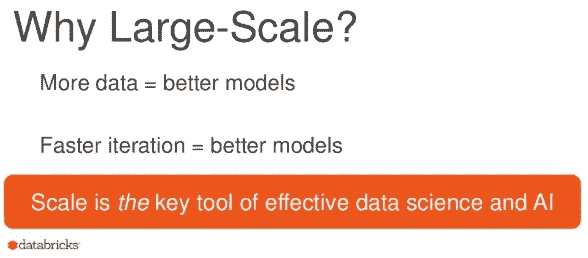 Why Large-Scale?
More data = better models
Faster iteration = better models
Scale is the key tool of effective data science and AI
databricks